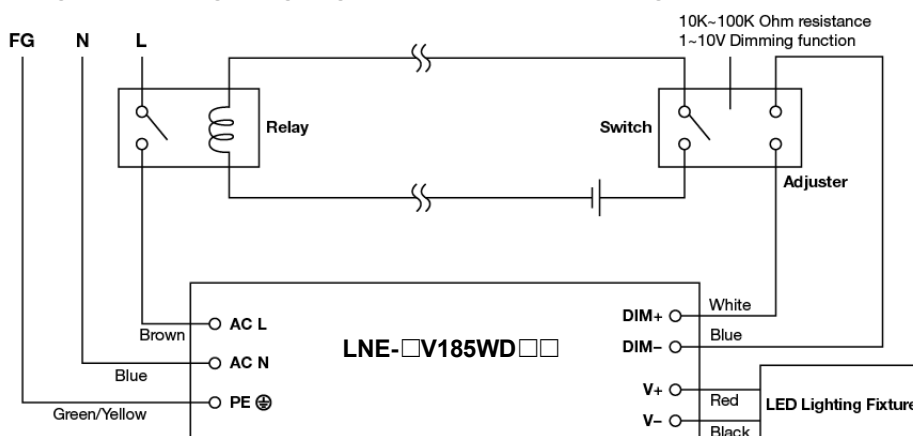 10K~100K Ohm resistance
1~10V Dimming function
FG N L
Relay
Switch
Adjuster
Brown
AC L
Blue
AC N
Green/Yellow
PE
LNE-□V185WD□□
DIM+
White
DIM-
Blue
V+
Red
V-
Black
LED Lighting Fixture